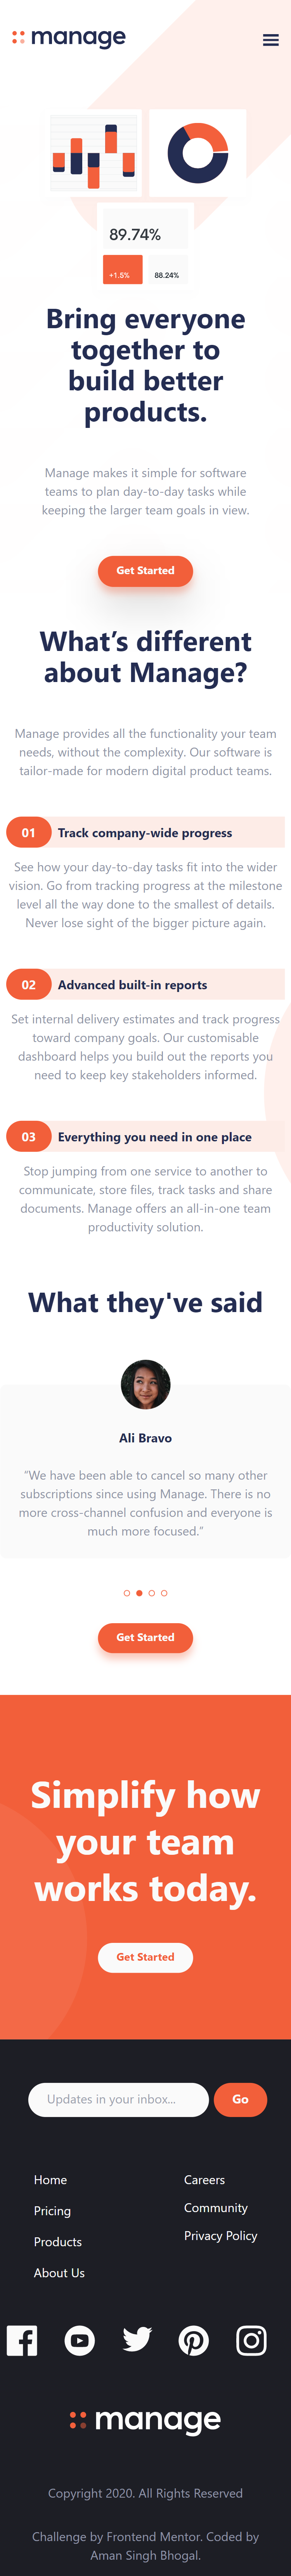 manage
89.74%
+1.5%
88.24%
Bring everyone
together to
build better
products.
Manage makes it simple for software
teams to plan day-to-day tasks while
keeping the larger team goals in view.
Get Started
What’s different
about Manage?
Manage provides all the functionality your team
needs, without the complexity. Our software is
tailor-made for modern digital product teams.
01 Track company-wide progress
See how your day-to-day tasks fit into the wider
vision. Go from tracking progress at the milestone
level all the way done to the smallest of details.
Never lose sight of the bigger picture again.
02 Advanced built-in reports
Set internal delivery estimates and track progress
toward company goals. Our customisable
dashboard helps you build out the reports you
need to keep key stakeholders informed.
03 Everything you need in one place
Stop jumping from one service to another to
communicate, store files, track tasks and share
documents. Manage offers an all-in-one team
productivity solution.
What they've said
Ali Bravo
“We have been able to cancel so many other
subscriptions since using Manage. There is no
more cross-channel confusion and everyone is
much more focused.”
Get Started
Simplify how
your team
works today.
Get Started
Updates in your inbox...
Go
Home
Pricing
Products
About Us
Careers
Community
Privacy Policy
manage
Copyright 2020. All Rights Reserved
Challenge by Frontend Mentor. Coded by
Aman Singh Bhogal.